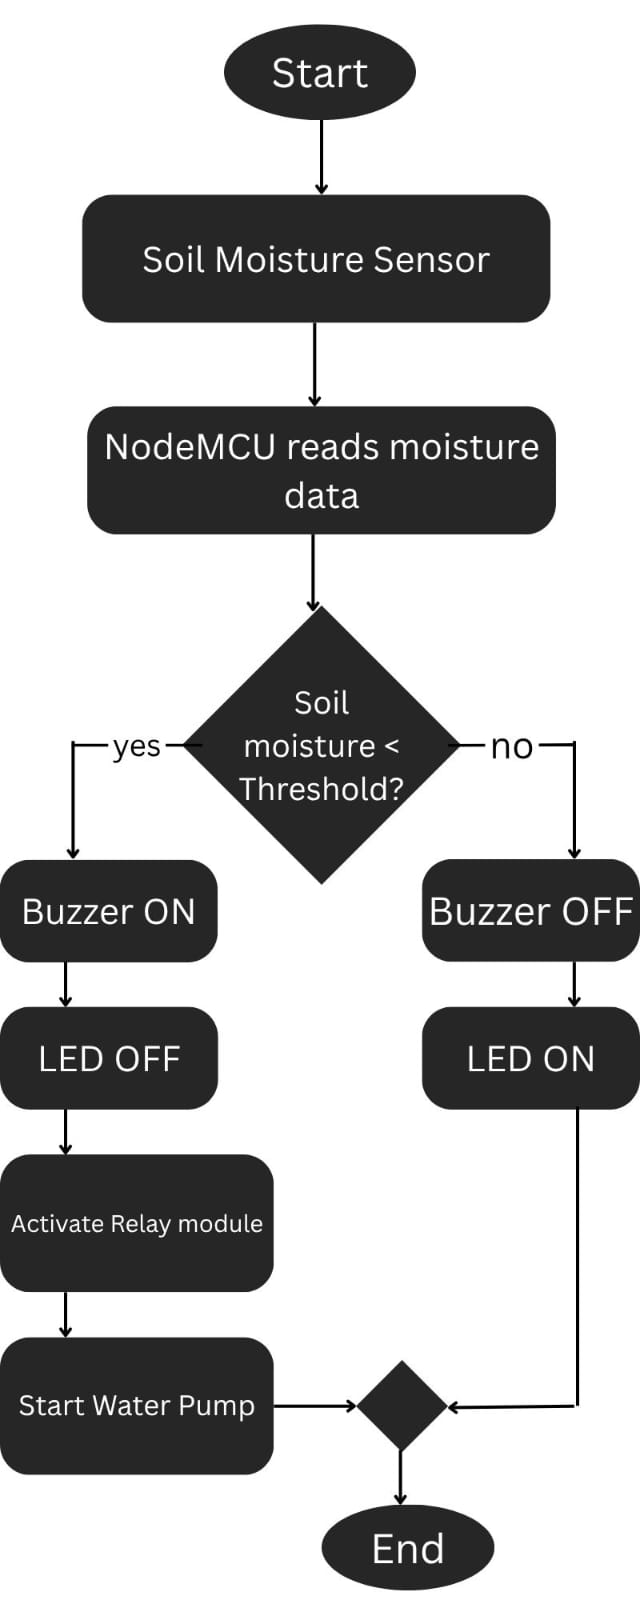 Start
Soil Moisture Sensor
NodeMCU reads moisture
data
Soil
moisture <
Threshold?
yes
no
Buzzer ON
Buzzer OFF
LED OFF
LED ON
Activate Relay module
Start Water Pump
End